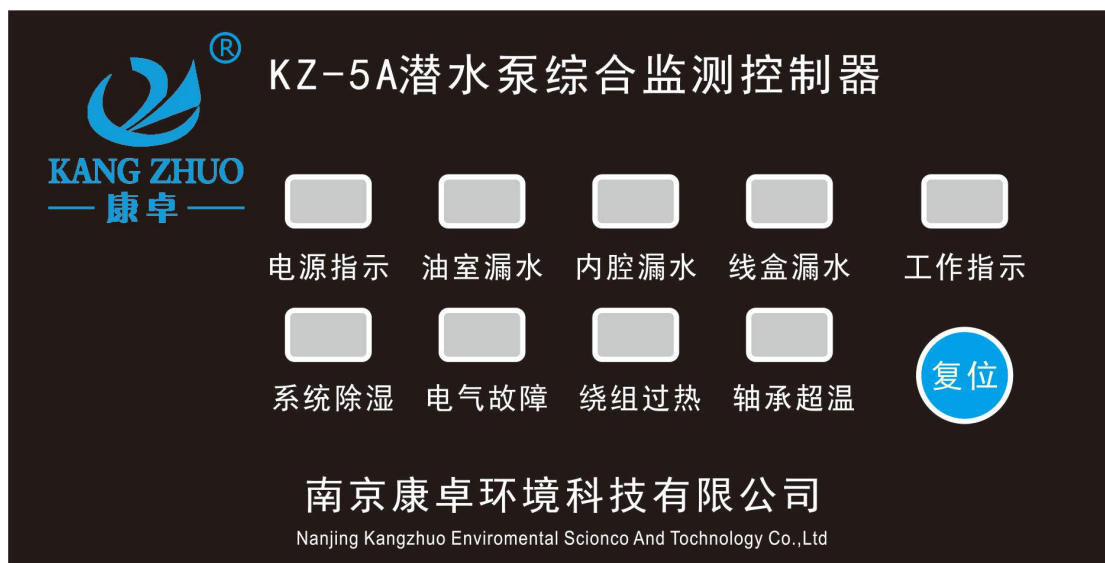 ®
KZ-5A潜水泵综合监测控制器
KANG ZHUO
康卓
电源指示 油室漏水 内腔漏水 线盒漏水 工作指示
系统除湿 电气故障 绕组过热 轴承超温 复位
南京康卓环境科技有限公司
Nanjing Kangzhuo Enviromental Scionco And Tochnology Co.,Ltd